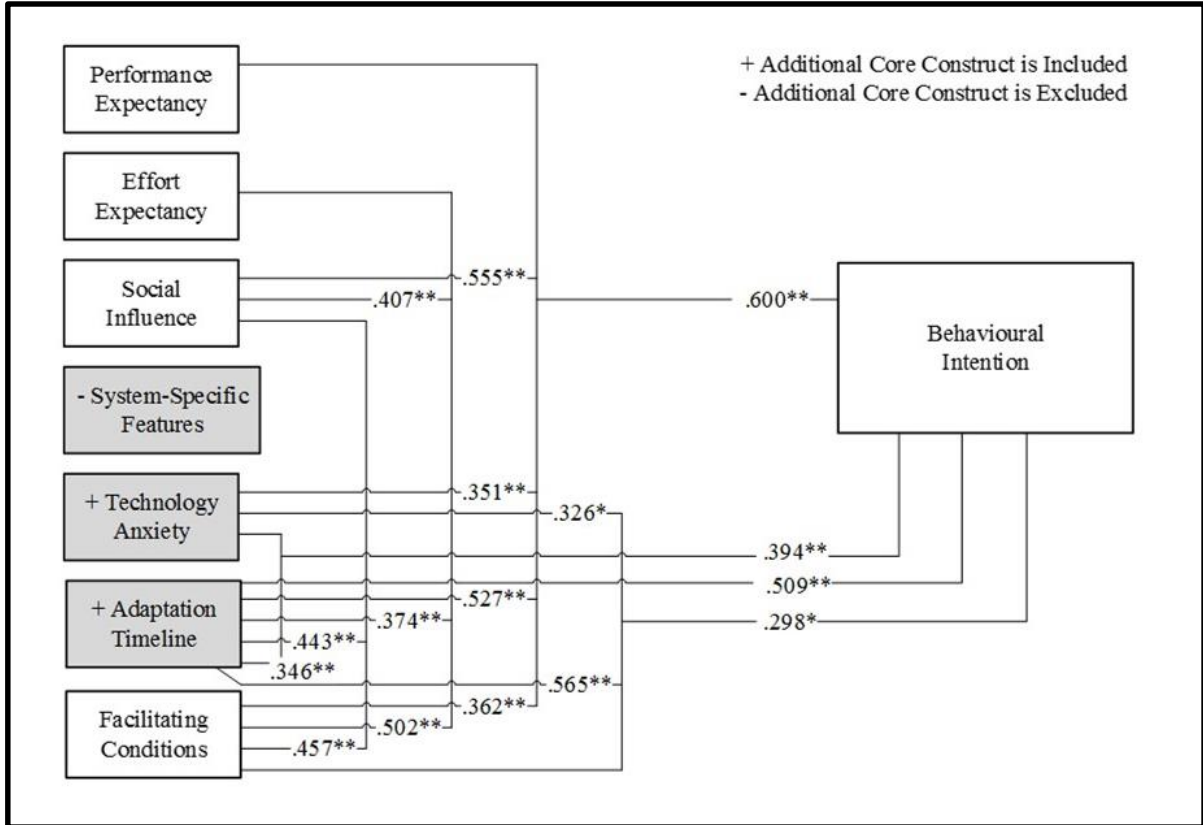 Performance
Expectancy
+ Additional Core Construct is Included
- Additional Core Construct is Excluded
Effort
Expectancy
Social
Influence
.555**
.407**
.600**
Behavioural
Intention
- System-Specific
Features
+ Technology
Anxiety
.351**
.326*
.394**
.509**
+ Adaptation
Timeline
.527**
.374**
.298*
.443**
.346**
.565**
Facilitating
Conditions
.362**
.502**
.457**